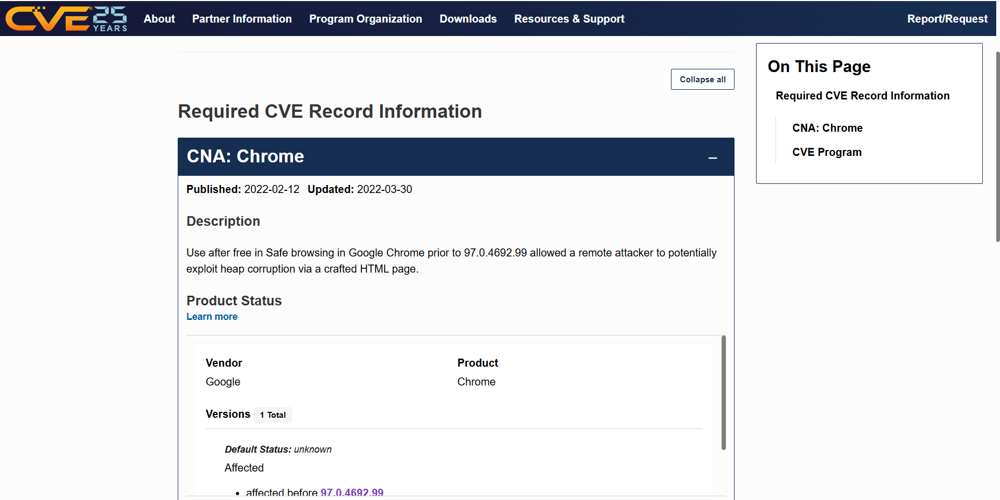 CVE 25 YEARS
About Partner Information Program Organization Downloads Resources & Support Report/Request
Collapse all
Required CVE Record Information
CNA: Chrome
Published: 2022-02-12 Updated: 2022-03-30
Description
Use after free in Safe browsing in Google Chrome prior to 97.0.4692.99 allowed a remote attacker to potentially
exploit heap corruption via a crafted HTML page.
Product Status
Learn more
Vendor Product
Google Chrome
Versions 1 Total
Default Status: unknown
Affected
• affected before 97.0.4692.99
On This Page
Required CVE Record Information
CNA: Chrome
CVE Program